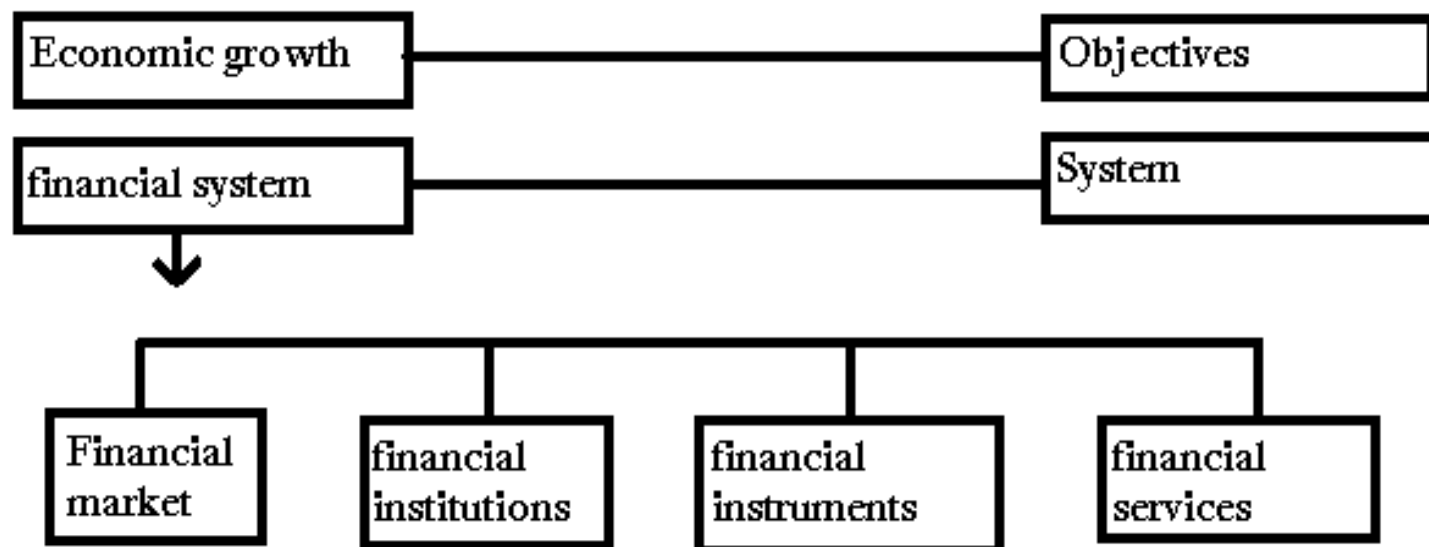 Economic growth
Objectives
financial system
System
Financial
market
financial
institutions
financial
instruments
financial
services